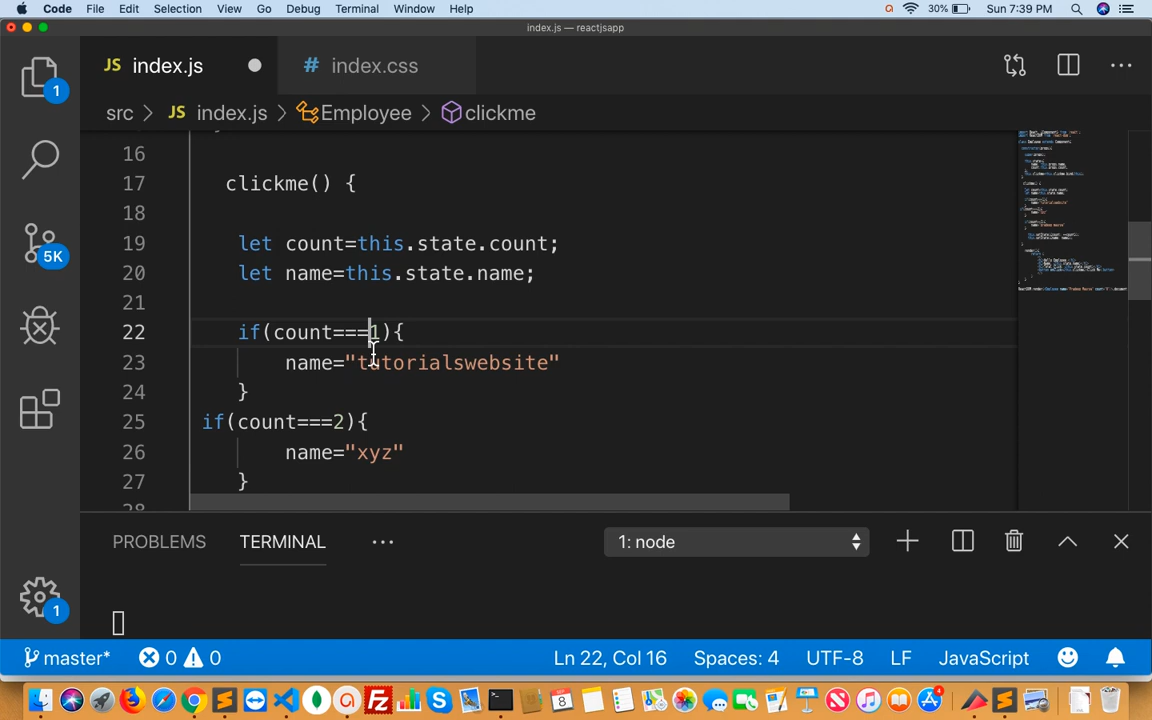 Code File Edit Selection View Go Debug Terminal Window Help 30% Sun 7:39 PM
index.js — reactjsapp
JS index.js # index.css
1
src JS index.js Employee clickme
16
17 clickme() {
18
19 let count=this.state.count;
20 let name=this.state.name;
21
22 if(count===1){
23 name="tutorialswebsite"
24 }
25 if(count===2){
26 name="xyz"
27 }
5K
PROBLEMS TERMINAL ··· 1: node
1
master* 0 0 Ln 22, Col 16 Spaces: 4 UTF-8 LF JavaScript